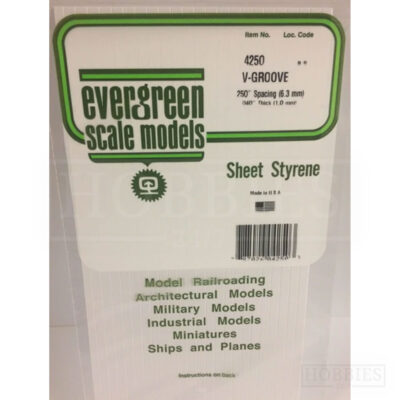 Item No. Loc. Code
4250
V-GROOVE
.250" Spacing (6.3 mm)
.040" Thick (1.0 mm)
evergreen
scale models
Sheet Styrene
Made in U.S.A.
Model Railroading
Architectural Models
Military Models
Industrial Models
Miniatures
Ships and Planes
Instructions on back
HOBBIES